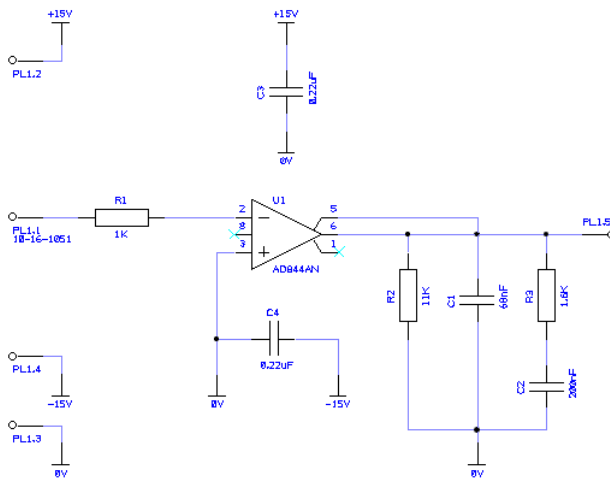 +15V
+15V
PL1.2
C3
0.22uF
0V
R1
U1
2
5
PL1.5
8
6
PL1.1
10-16-1051
1K
3
1
AD844AN
R2
11K
C1
68nF
R3
1.6K
C4
0.22uF
PL1.4
C2
200nF
-15V
0V
-15V
PL1.3
0V
0V